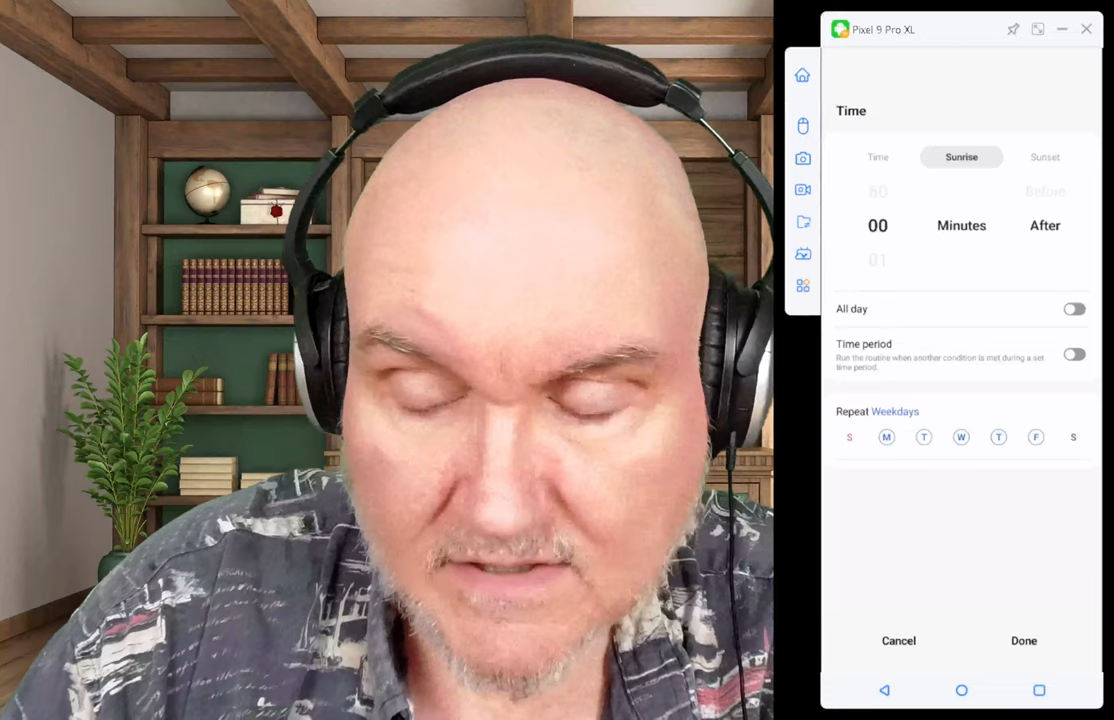 Pixel 9 Pro XL
Time
Time Sunrise Sunset
60 Before
00 Minutes After
01
All day
Time period
Run the routine when another condition is met during a set
time period.
Repeat Weekdays
S M T W T F S
Cancel Done